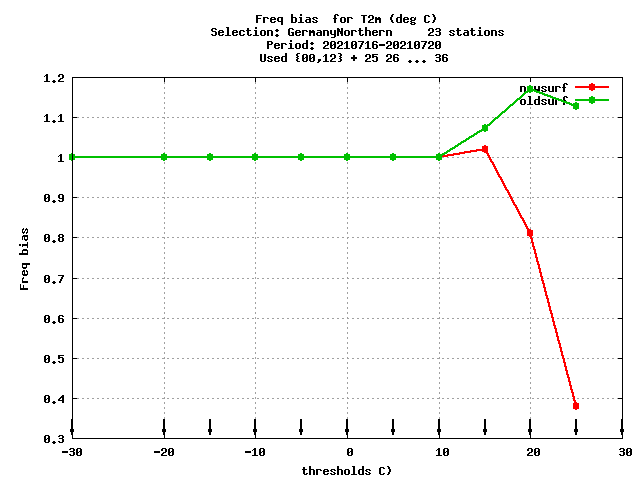 Freq bias  for T2m (deg C)
Selection: GermanyNorthern     23 stations
Period: 20210716-20210720
Used {00,12} + 25 26 ... 36
1.2
1.1
1
0.9
0.8
0.7
0.6
0.5
0.4
0.3
Freq bias
newsurf
oldsurf
-30
-20
-10
0
10
20
30
thresholds C)